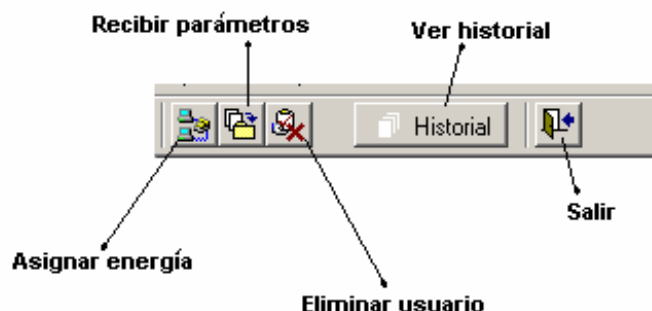 Recibir parámetros
Ver historial
Historial
Salir
Asignar energía
Eliminar usuario